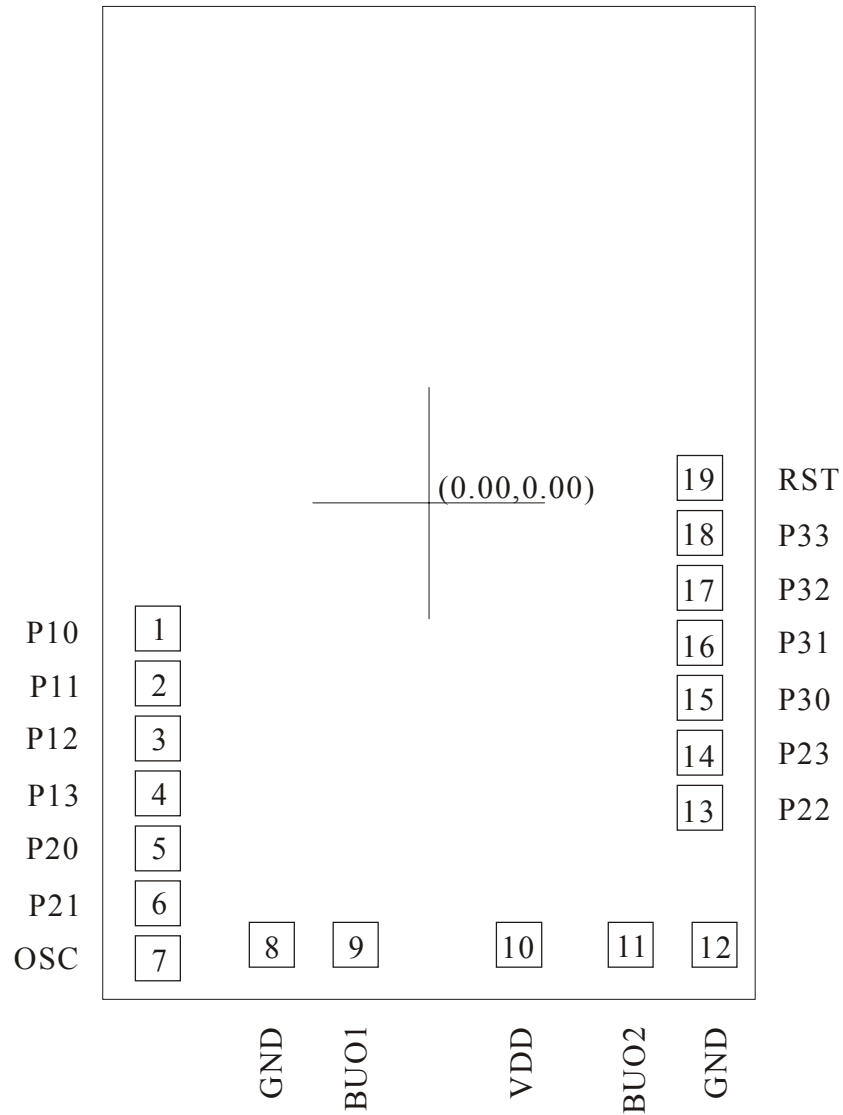 (0.00,0.00) 19 RST
18 P33
17 P32
P10 1 16 P31
P11 2 15 P30
P12 3 14 P23
P13 4 13 P22
P20 5
P21 6
OSC 7 8 9 10 11 12
GND BUO1 VDD BUO2 GND